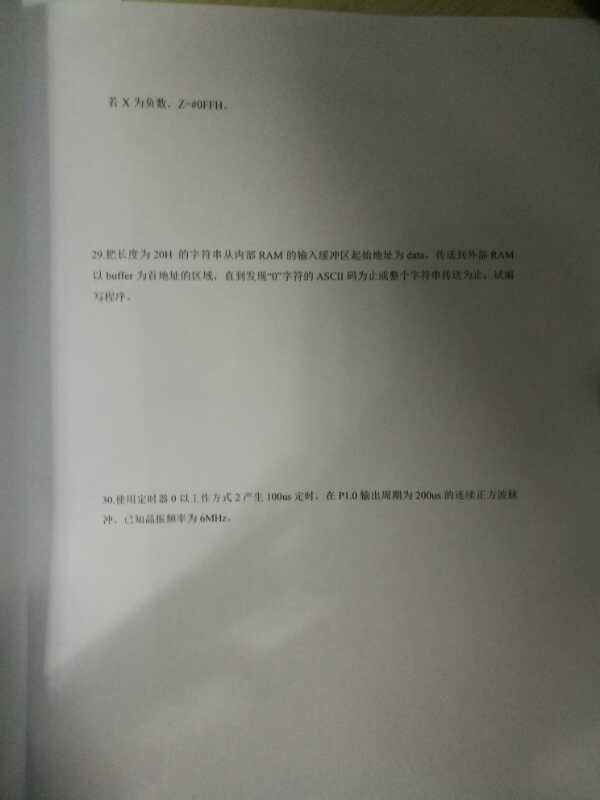 若 X 为负数，Z=#0FFH。
29.把长度为 20H 的字符串从内部 RAM 的输入缓冲区起始地址为 data，传送到外部 RAM
以 buffer 为首地址的区域，直到发现“0”字符的 ASCII 码为止或整个字符串传送为止，试编
写程序。
30.使用定时器 0 以工作方式 2 产生 100us 定时，在 P1.0 输出周期为 200us 的连续正方波脉
冲，已知晶振频率为 6MHz。